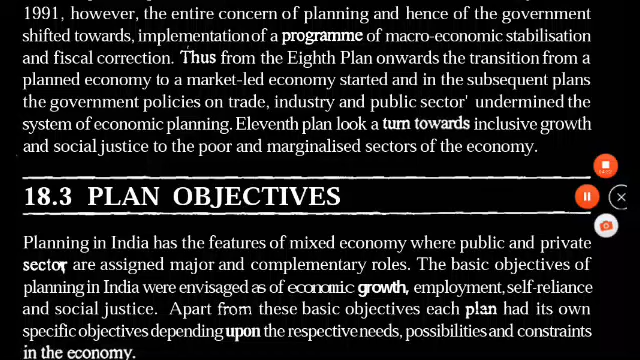 1991, however, the entire concern of planning and hence of the government
shifted towards, implementation of a programme of macro-economic stabilisation
and fiscal correction. Thus from the Eighth Plan onwards the transition from a
planned economy to a market-led economy started and in the subsequent plans
the government policies on trade, industry and public sector' undermined the
system of economic planning. Eleventh plan look a turn towards inclusive growth
and social justice to the poor and marginalised sectors of the economy.
18.3 PLAN OBJECTIVES
Planning in India has the features of mixed economy where public and private
sector are assigned major and complementary roles. The basic objectives of
planning in India were envisaged as of economic growth, employment, self-reliance
and social justice. Apart from these basic objectives each plan had its own
specific objectives depending upon the respective needs, possibilities and constraints
in the economy.